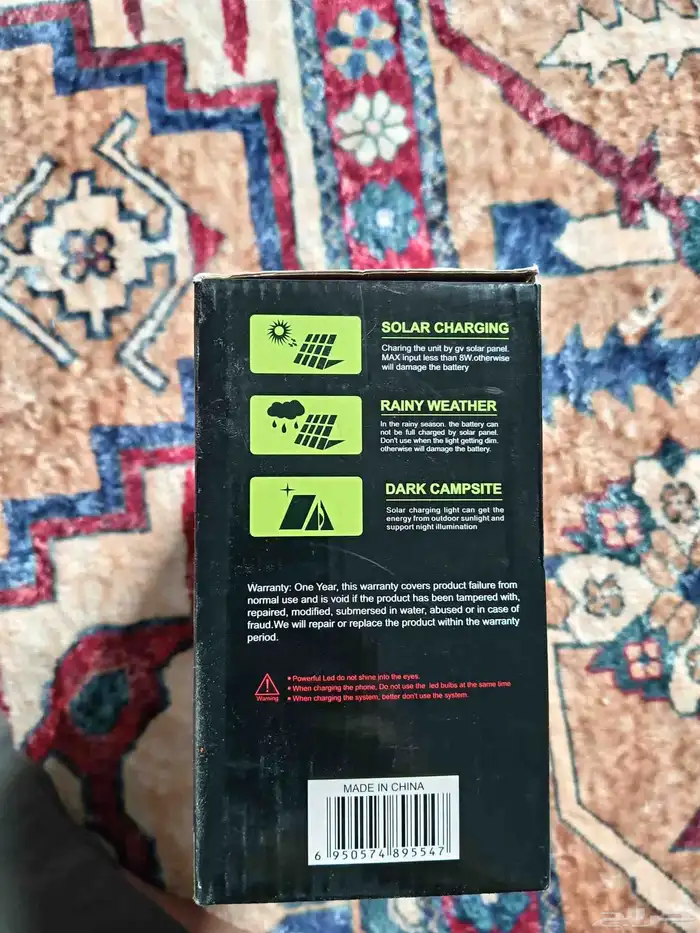 SOLAR CHARGING
Charing the unit by gv solar panel.
MAX input less than 8W.otherwise
will damage the battery
RAINY WEATHER
In the rainy season. the battery can
not be full charged by solar panel.
Don't use when the light getting dim.
otherwise will damage the battery.
DARK CAMPSITE
Solar charging light can get the
energy from outdoor sunlight and
support night illumination
Warranty: One Year, this warranty covers product failure from
normal use and is void if the product has been tampered with,
repaired, modified, submersed in water, abused or in case of
fraud.We will repair or replace the product within the warranty
period.
Warning
• Powerful Led do not shine into the eyes.
• When charging the phone, Do not use the led bulbs at the same time
• When charging the system, better don't use the system.
MADE IN CHINA
6 950574 895547
حراج